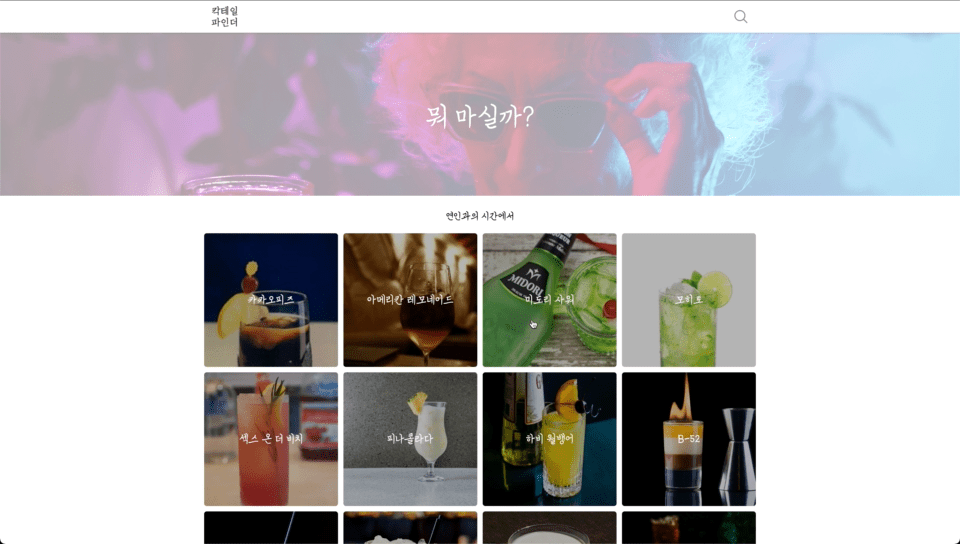 칵테일
파인더
뭐 마실까?
연인과의 시간에서
카카오피즈
아메리칸 레모네이드
미도리 사워
모히또
MIDORI
섹스 온 더 비치
피나콜라다
하비 월뱅어
B-52